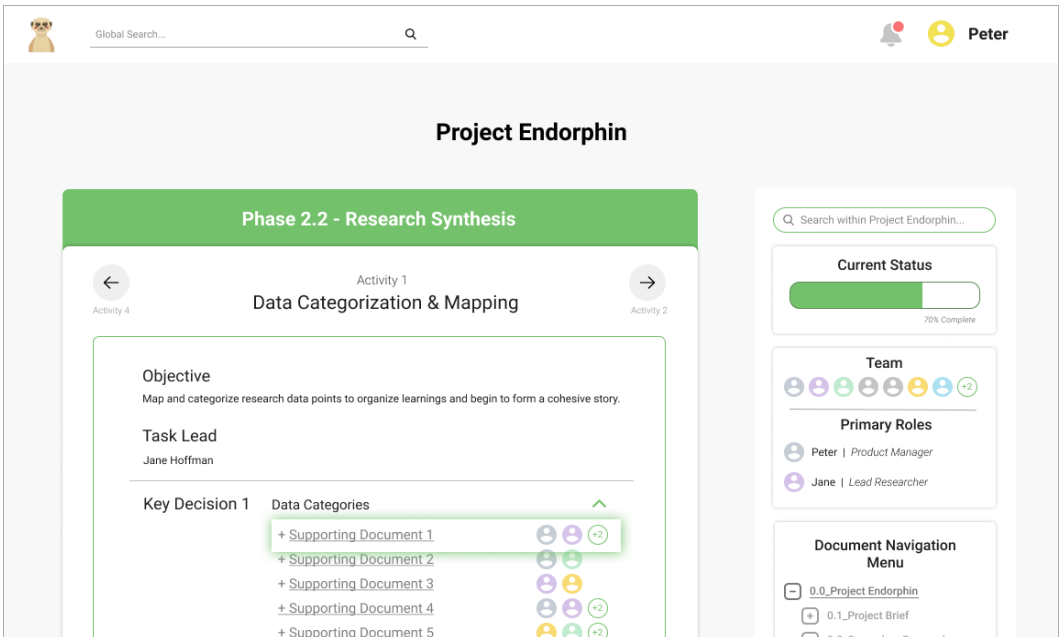 Global Search...
Peter
Project Endorphin
Phase 2.2 - Research Synthesis
Activity 4
Activity 1
Data Categorization & Mapping
Activity 2
Objective
Map and categorize research data points to organize learnings and begin to form a cohesive story.
Task Lead
Jane Hoffman
Key Decision 1
Data Categories
+ Supporting Document 1 +2
+ Supporting Document 2
+ Supporting Document 3
+ Supporting Document 4 +2
+ Supporting Document 5 +2
Search within Project Endorphin...
Current Status
70% Complete
Team
+2
Primary Roles
Peter | Product Manager
Jane | Lead Researcher
Document Navigation
Menu
0.0_Project Endorphin
0.1_Project Brief